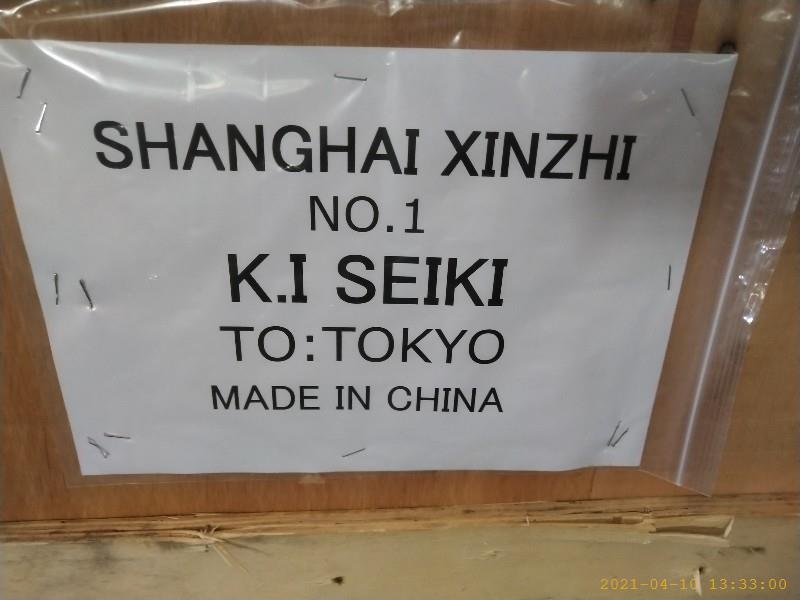 SHANGHAI XINZHI
NO.1
K.I SEIKI
TO:TOKYO
MADE IN CHINA
2021-04-10 13:33:00